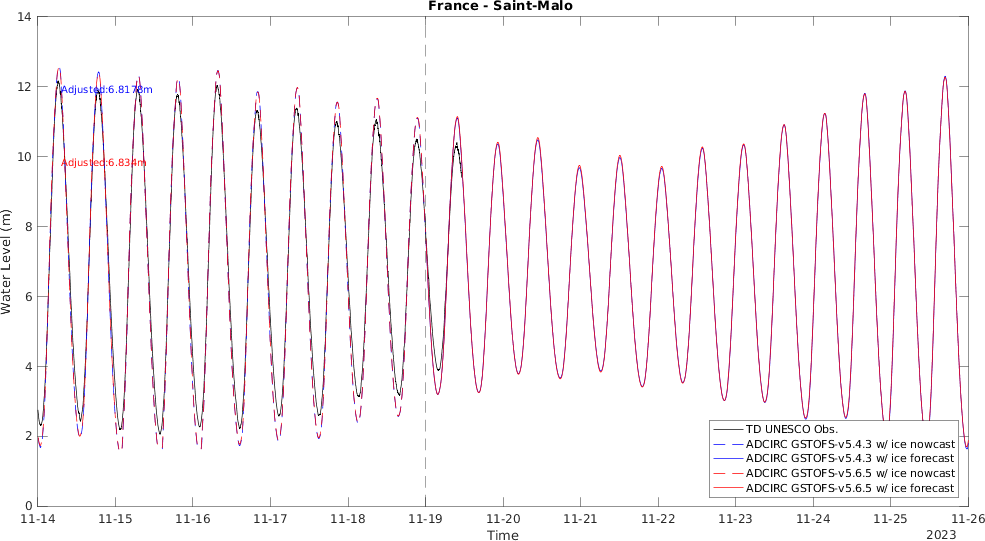 France - Saint-Malo
14
12
10
8
6
4
2
0
Water Level (m)
Adjusted:6.8178m
Adjusted:6.834m
TD UNESCO Obs.
ADCIRC GSTOFS-v5.4.3 w/ ice nowcast
ADCIRC GSTOFS-v5.4.3 w/ ice forecast
ADCIRC GSTOFS-v5.6.5 w/ ice nowcast
ADCIRC GSTOFS-v5.6.5 w/ ice forecast
11-14 11-15 11-16 11-17 11-18 11-19 11-20 11-21 11-22 11-23 11-24 11-25 11-26
Time
2023